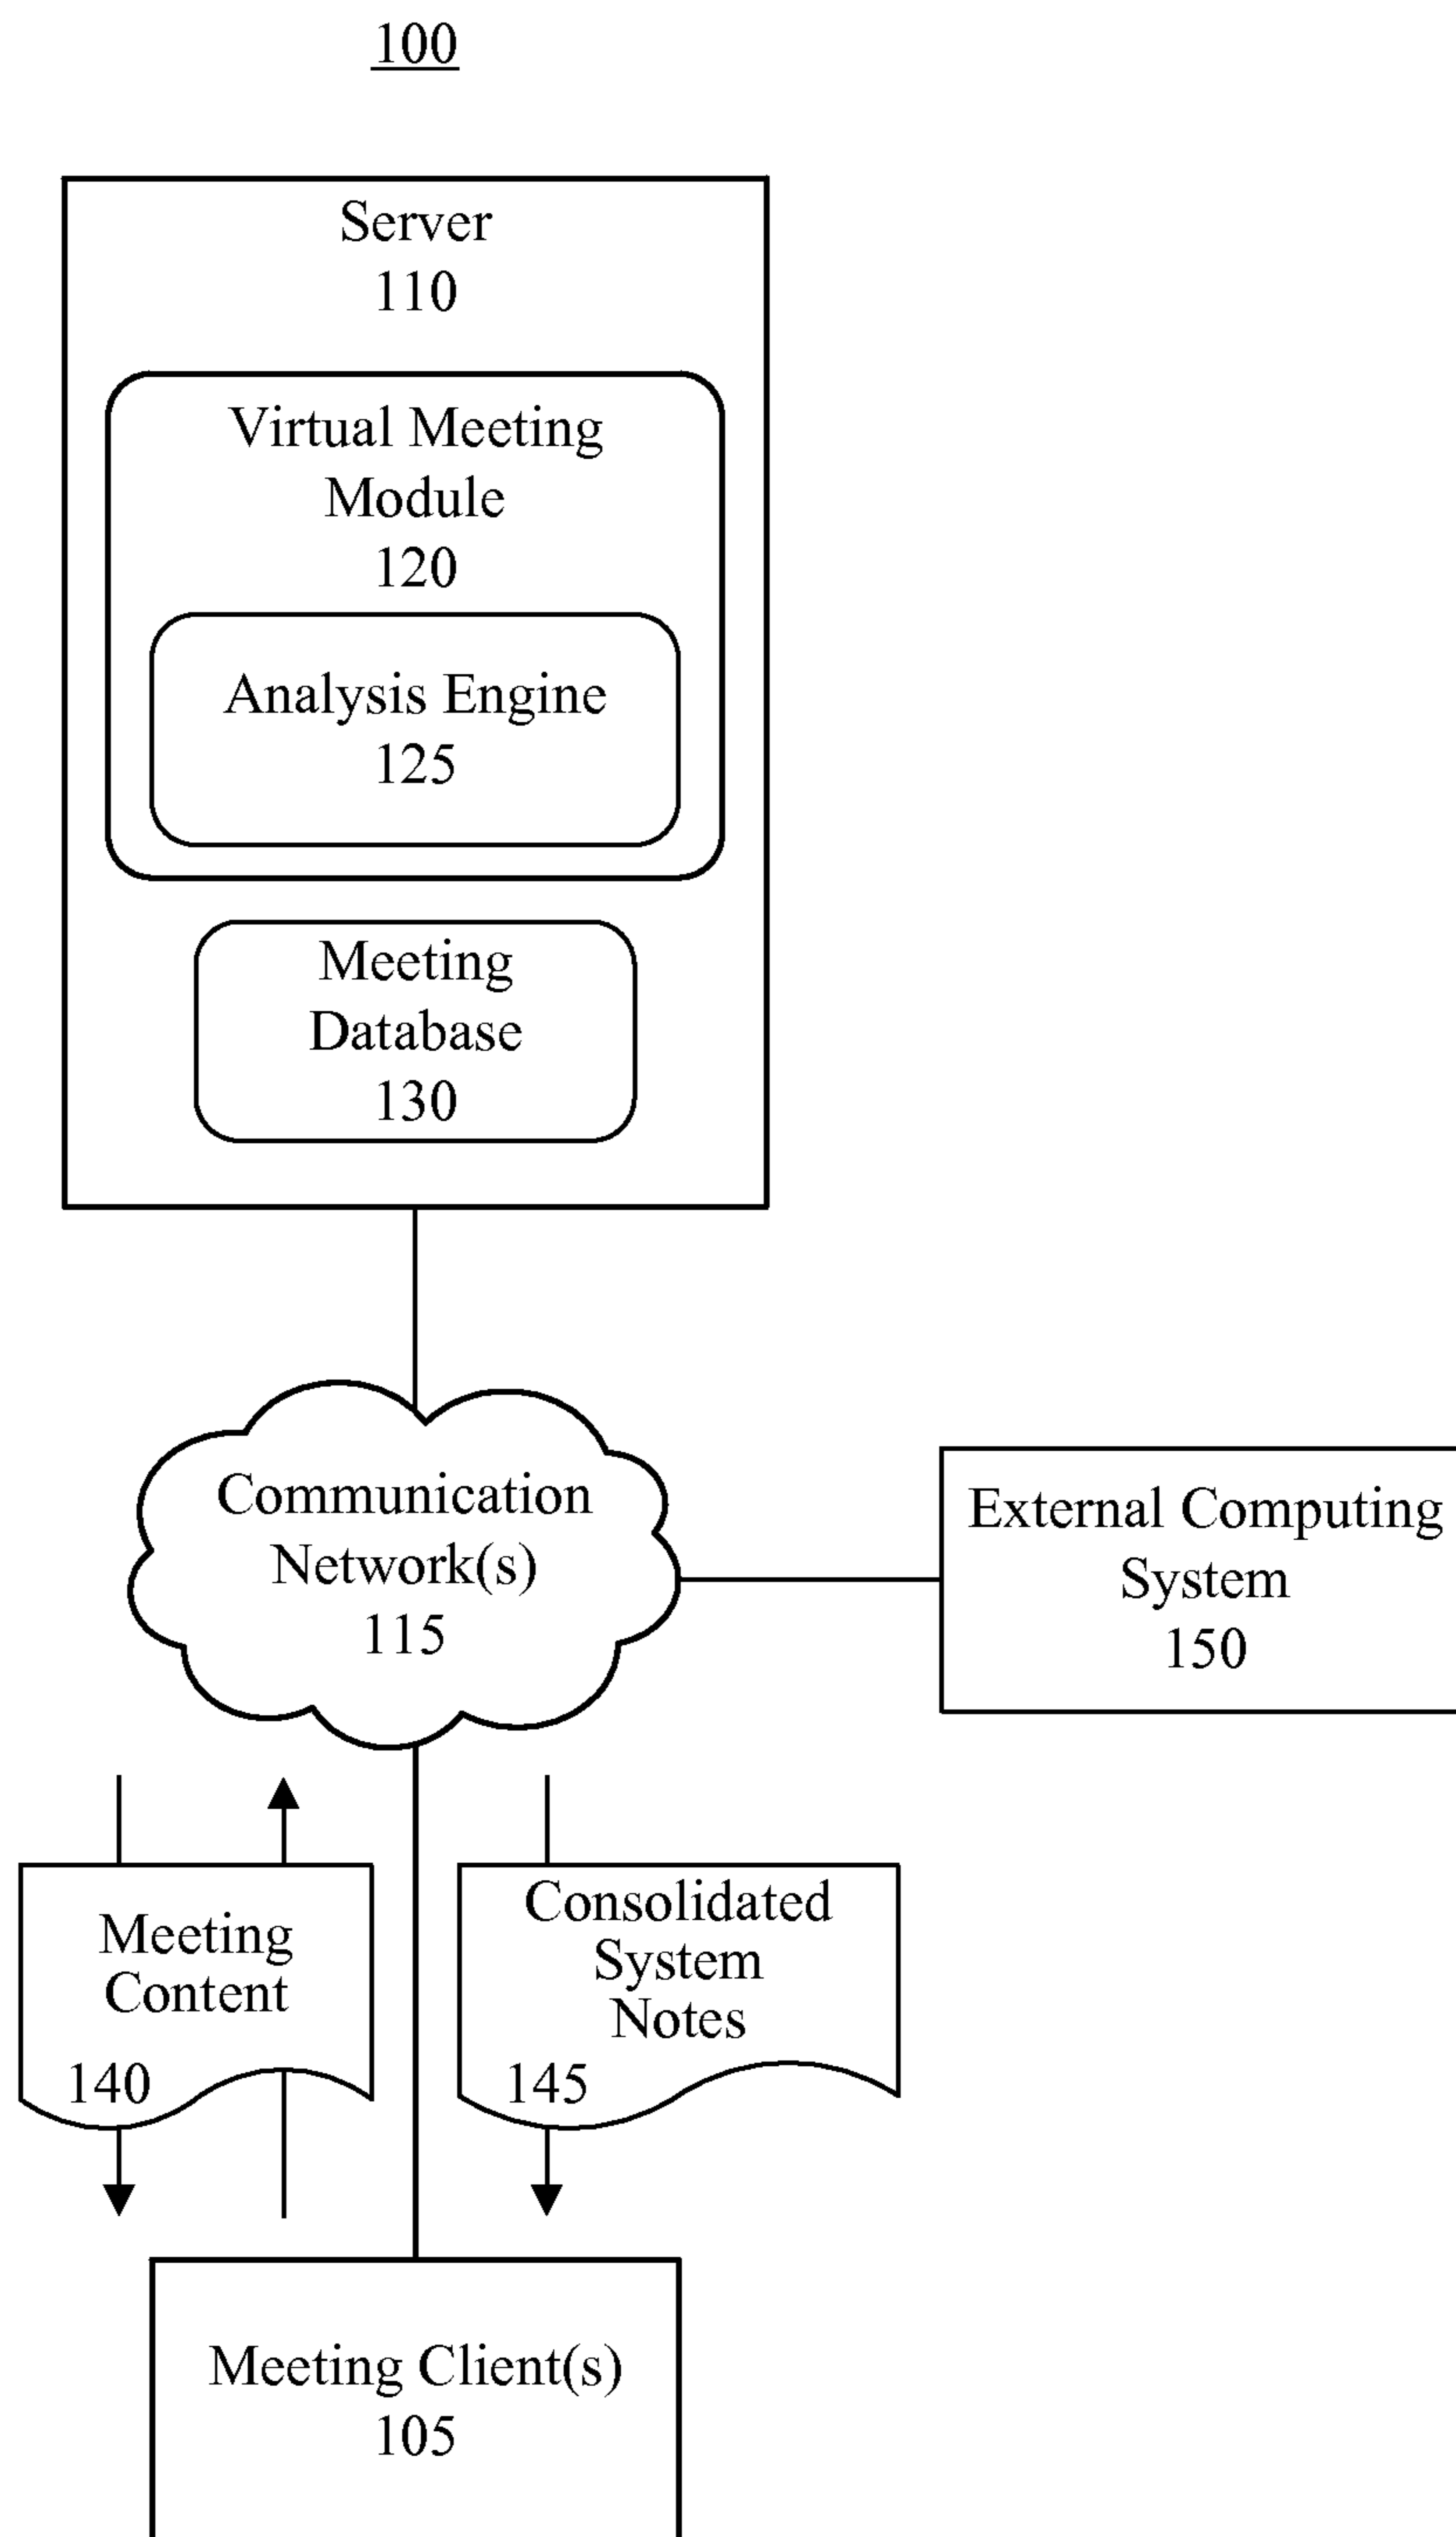 100
Server
110
Virtual Meeting
Module
120
Analysis Engine
125
Meeting
Database
130
Communication
Network(s)
115
External Computing
System
150
Meeting
Content
140
Consolidated
System
Notes
145
Meeting Client(s)
105